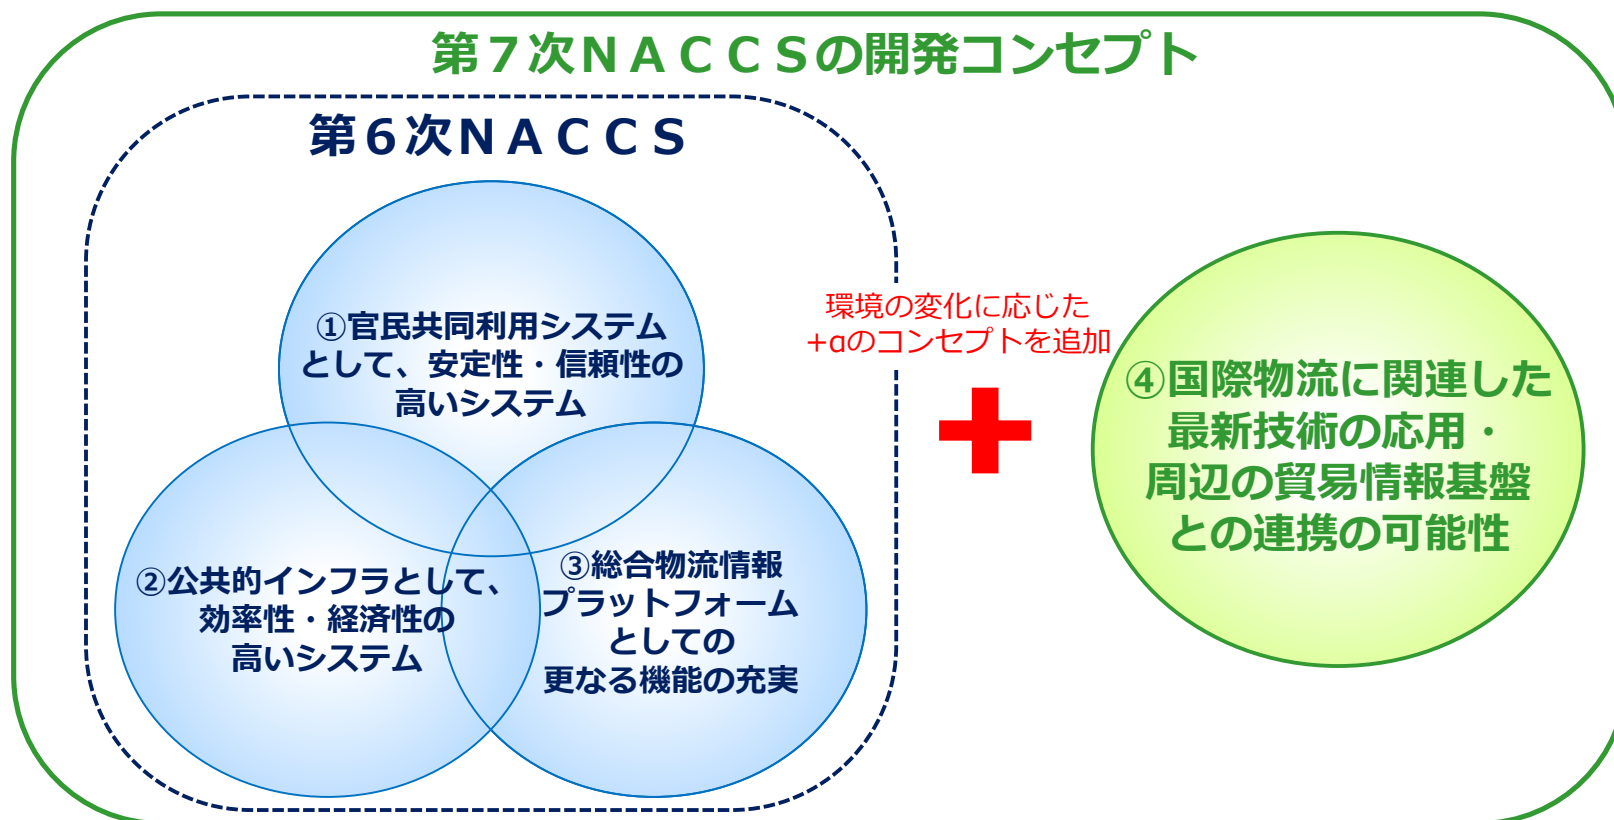 第７次ＮＡＣＣＳの開発コンセプト
第６次ＮＡＣＣＳ
①官民共同利用システム
として、安定性・信頼性の
高いシステム
②公共的インフラとして、
効率性・経済性の
高いシステム
③総合物流情報
プラットフォーム
としての
更なる機能の充実
環境の変化に応じた
+αのコンセプトを追加
④国際物流に関連した
最新技術の応用・
周辺の貿易情報基盤
との連携の可能性